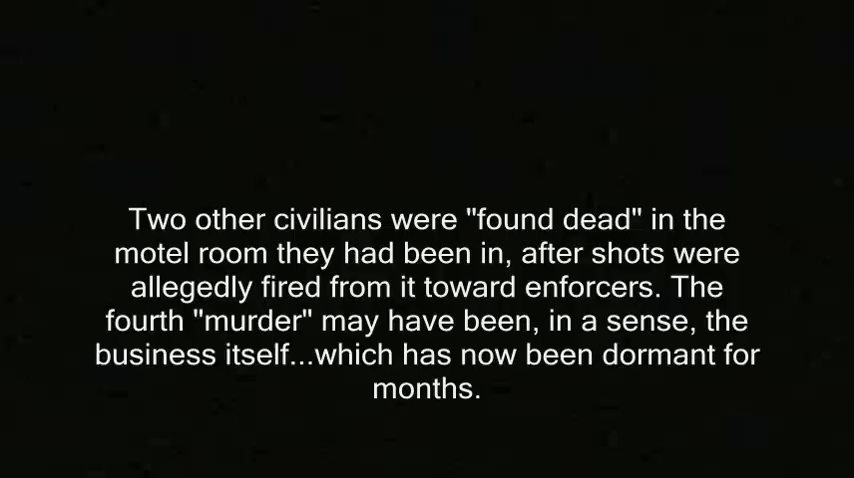 Two other civilians were "found dead" in the
motel room they had been in, after shots were
allegedly fired from it toward enforcers. The
fourth "murder" may have been, in a sense, the
business itself...which has now been dormant for
months.